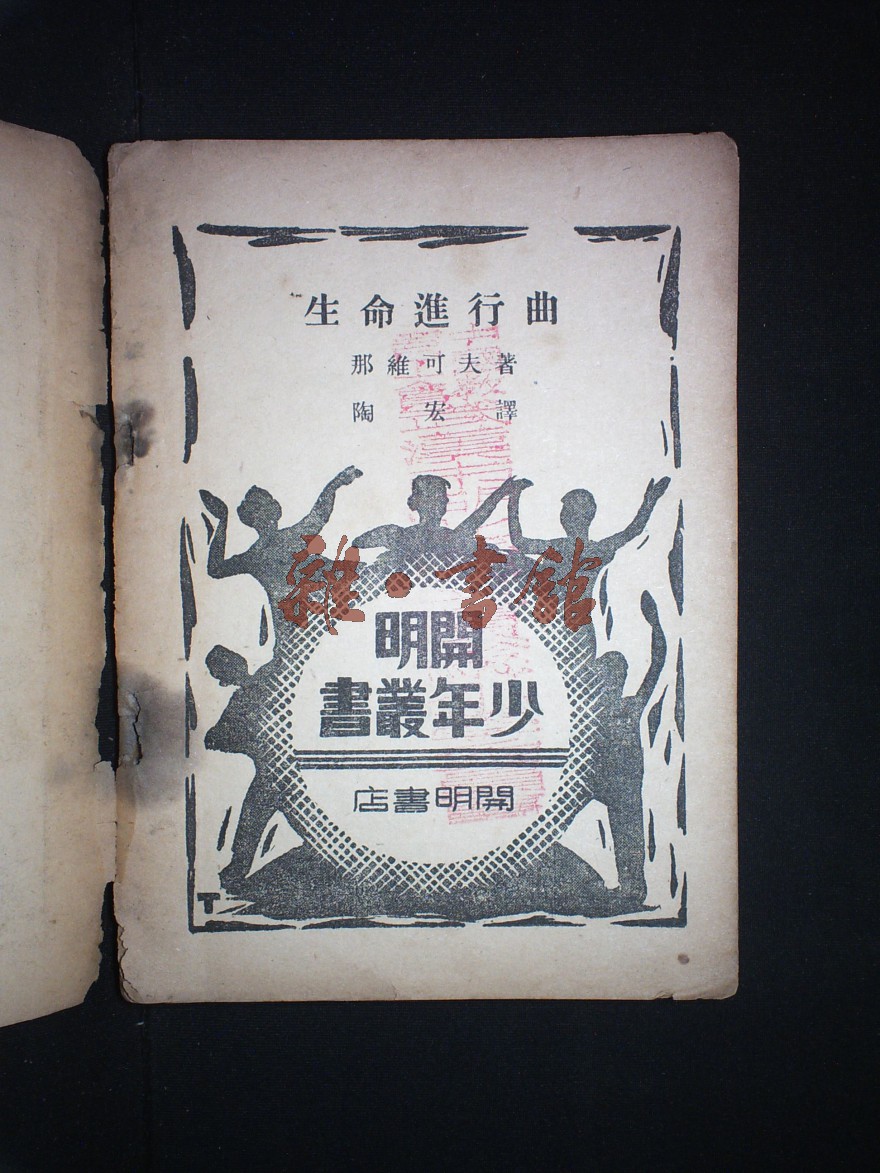 生命進行曲
那維可夫著
陶宏譯
雜·書館
開明
少年叢書
開明書店
T